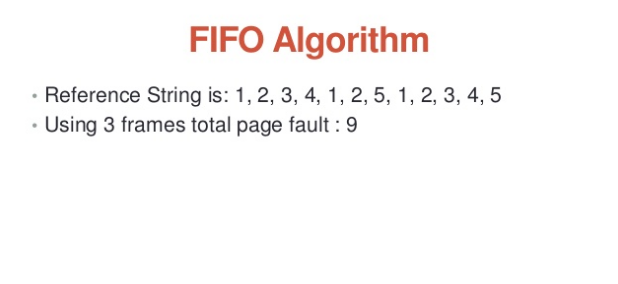 FIFO Algorithm
• Reference String is: 1, 2, 3, 4, 1, 2, 5, 1, 2, 3, 4, 5
• Using 3 frames total page fault : 9